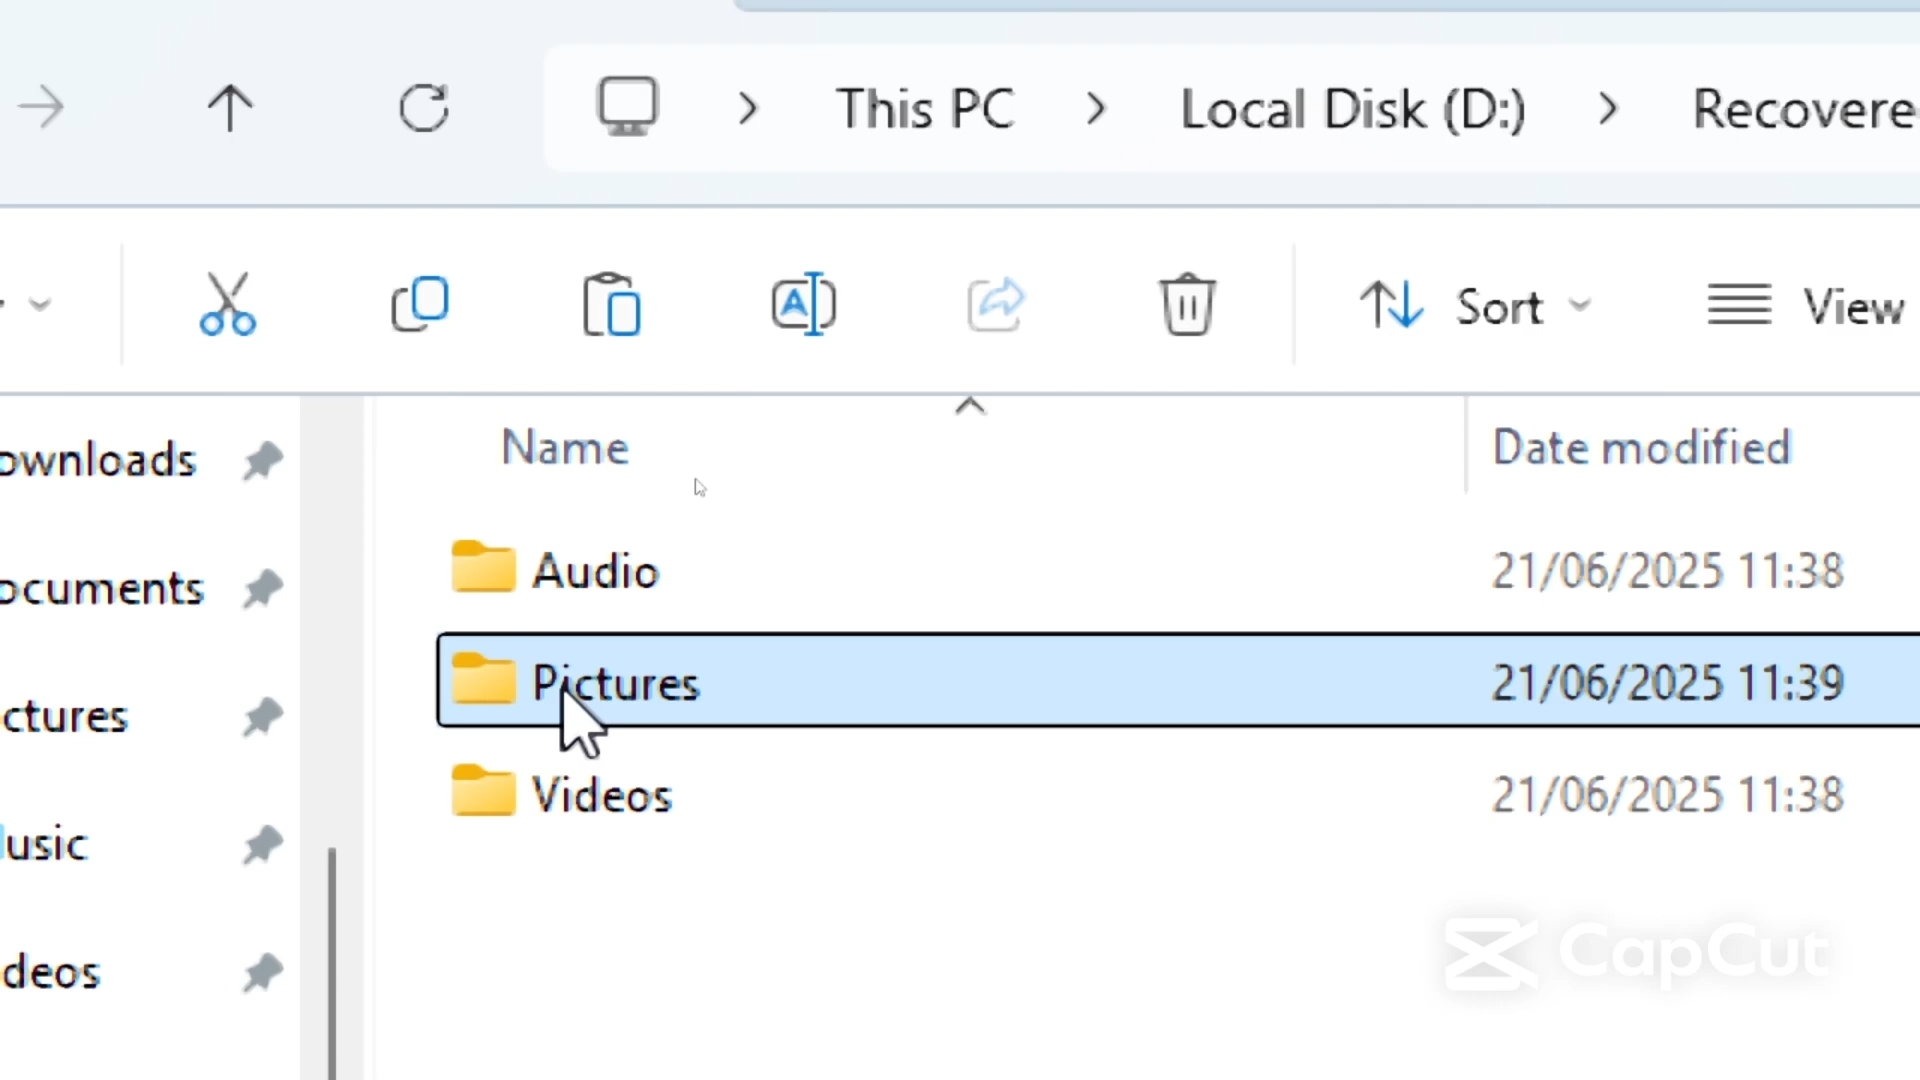 This PC > Local Disk (D:) > Recovere
Sort View
Name Date modified
ownloads
Audio 21/06/2025 11:38
ocuments
Pictures 21/06/2025 11:39
ctures
Videos 21/06/2025 11:38
usic
deos
CapCut